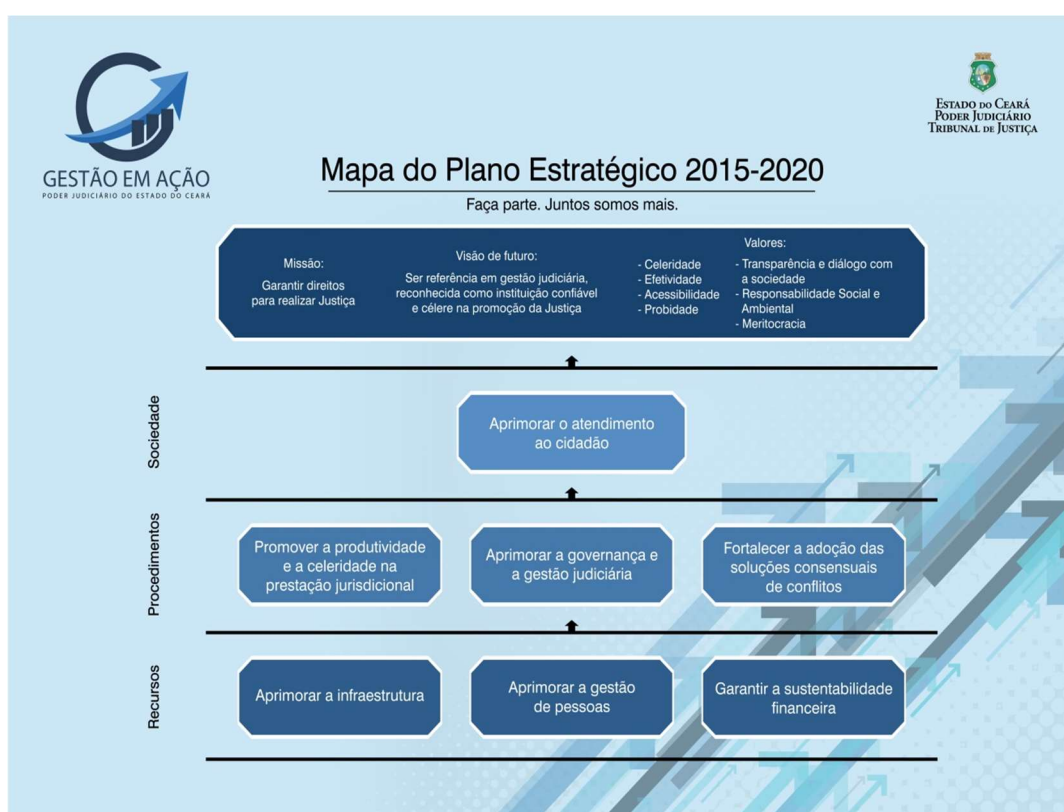 GESTÃO EM AÇÃO
PODER JUDICIÁRIO DO ESTADO DO CEARÁ
ESTADO DO CEARÁ
PODER JUDICIÁRIO
TRIBUNAL DE JUSTIÇA
Mapa do Plano Estratégico 2015-2020
Faça parte. Juntos somos mais.
Missão:
Garantir direitos
para realizar Justiça
Visão de futuro:
Ser referência em gestão judiciária,
reconhecida como instituição confiável
e célere na promoção da Justiça
Valores:
- Celeridade
- Efetividade
- Acessibilidade
- Probidade
- Transparência e diálogo com
a sociedade
- Responsabilidade Social e
Ambiental
- Meritocracia
Sociedade
Aprimorar o atendimento
ao cidadão
Procedimentos
Promover a produtividade
e a celeridade na
prestação jurisdicional
Aprimorar a governança e
a gestão judiciária
Fortalecer a adoção das
soluções consensuais
de conflitos
Recursos
Aprimorar a infraestrutura
Aprimorar a gestão
de pessoas
Garantir a sustentabilidade
financeira